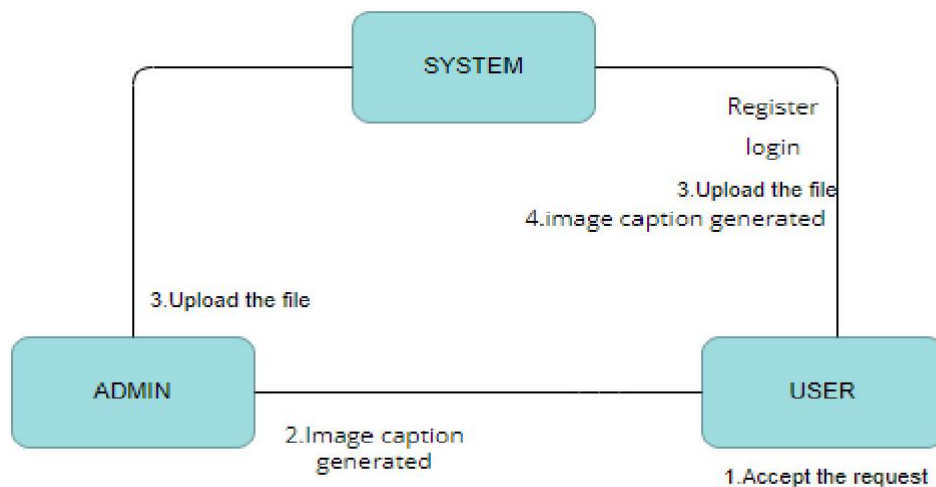 SYSTEM
Register
login
3.Upload the file
4.image caption generated
3.Upload the file
ADMIN
USER
2.Image caption
generated
1.Accept the request